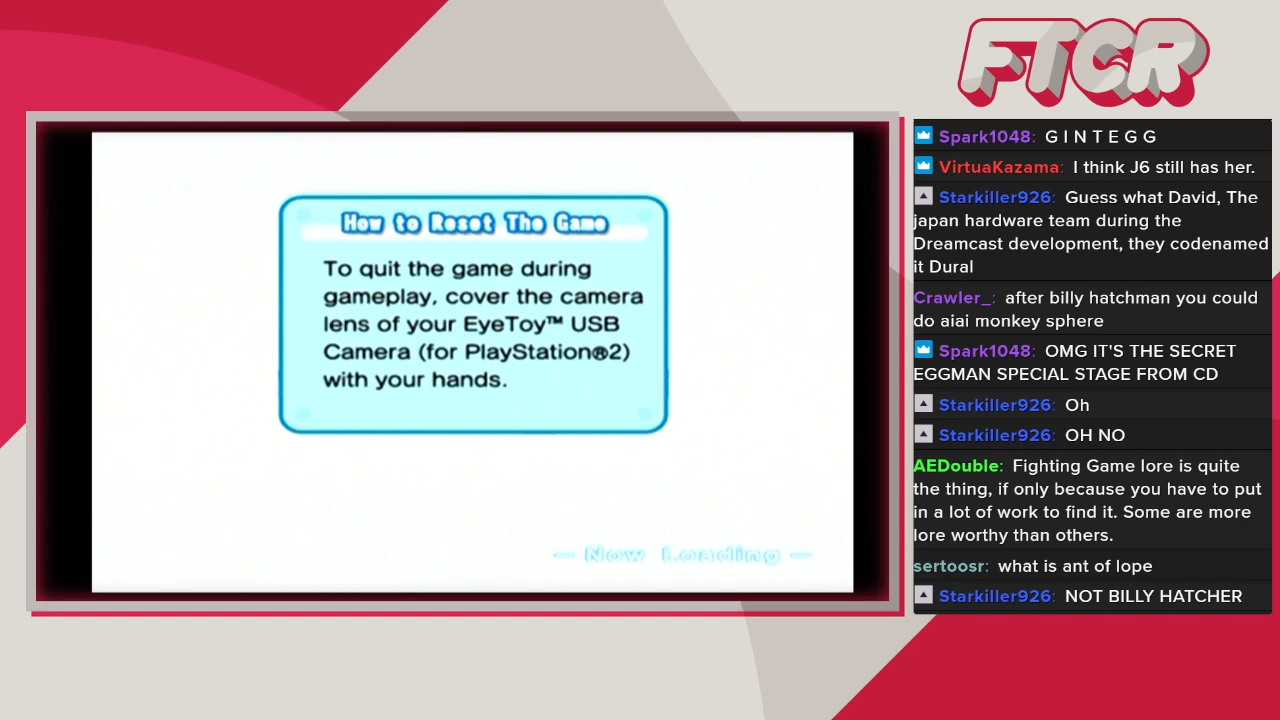 FTCR
How to Reset The Game
To quit the game during
gameplay, cover the camera
lens of your EyeToy™ USB
Camera (for PlayStation®2)
with your hands.
— Now Loading —
Spark1048: G I N T E G G
VirtuaKazama: I think J6 still has her.
Starkiller926: Guess what David, The
japan hardware team during the
Dreamcast development, they codenamed
it Dural
Crawler_: after billy hatchman you could
do aiai monkey sphere
Spark1048: OMG IT'S THE SECRET
EGGMAN SPECIAL STAGE FROM CD
Starkiller926: Oh
Starkiller926: OH NO
AEDouble: Fighting Game lore is quite
the thing, if only because you have to put
in a lot of work to find it. Some are more
lore worthy than others.
sertoosr: what is ant of lope
Starkiller926: NOT BILLY HATCHER